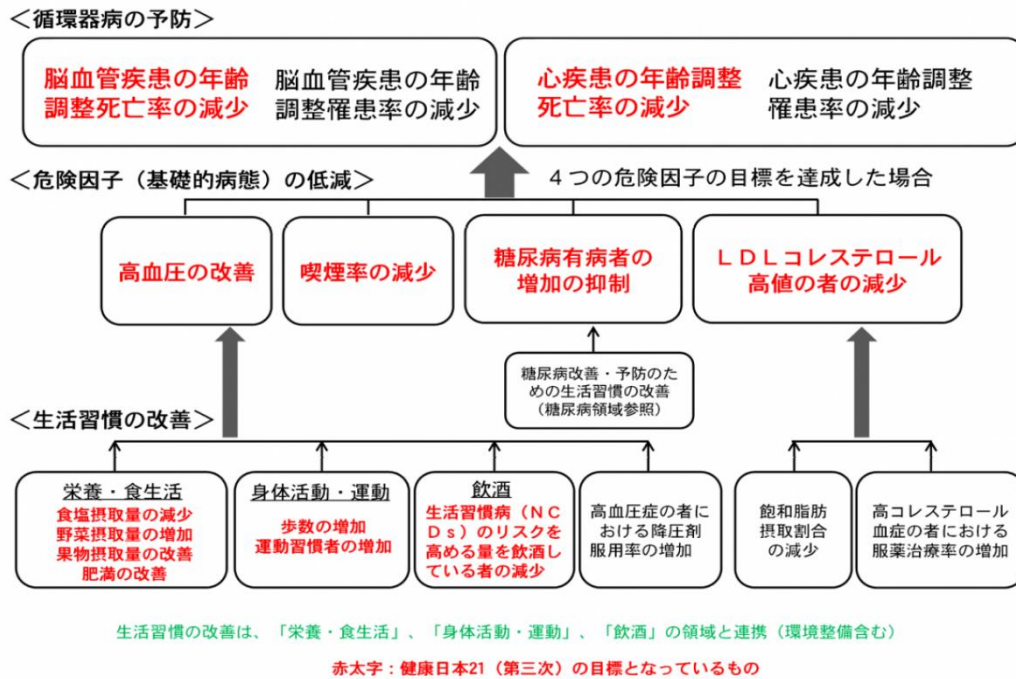 ＜循環器病の予防＞
脳血管疾患の年齢
調整死亡率の減少
脳血管疾患の年齢
調整罹患率の減少
心疾患の年齢調整
死亡率の減少
心疾患の年齢調整
罹患率の減少
＜危険因子（基礎的病態）の低減＞
４つの危険因子の目標を達成した場合
高血圧の改善
喫煙率の減少
糖尿病有病者の
増加の抑制
ＬＤＬコレステロール
高値の者の減少
糖尿病改善・予防のた
めの生活習慣の改善
（糖尿病領域参照）
＜生活習慣の改善＞
栄養・食生活
食塩摂取量の減少
野菜摂取量の増加
果物摂取量の改善
肥満の改善
身体活動・運動
歩数の増加
運動習慣者の増加
飲酒
生活習慣病（ＮＣ
Ｄｓ）のリスクを
高める量を飲酒し
ている者の減少
高血圧症の者に
おける降圧剤
服用率の増加
飽和脂肪
摂取割合
の減少
高コレステロール
血症の者における
服薬治療率の増加
生活習慣の改善は、「栄養・食生活」、「身体活動・運動」、「飲酒」の領域と連携（環境整備含む）
赤太字：健康日本21（第三次）の目標となっているもの